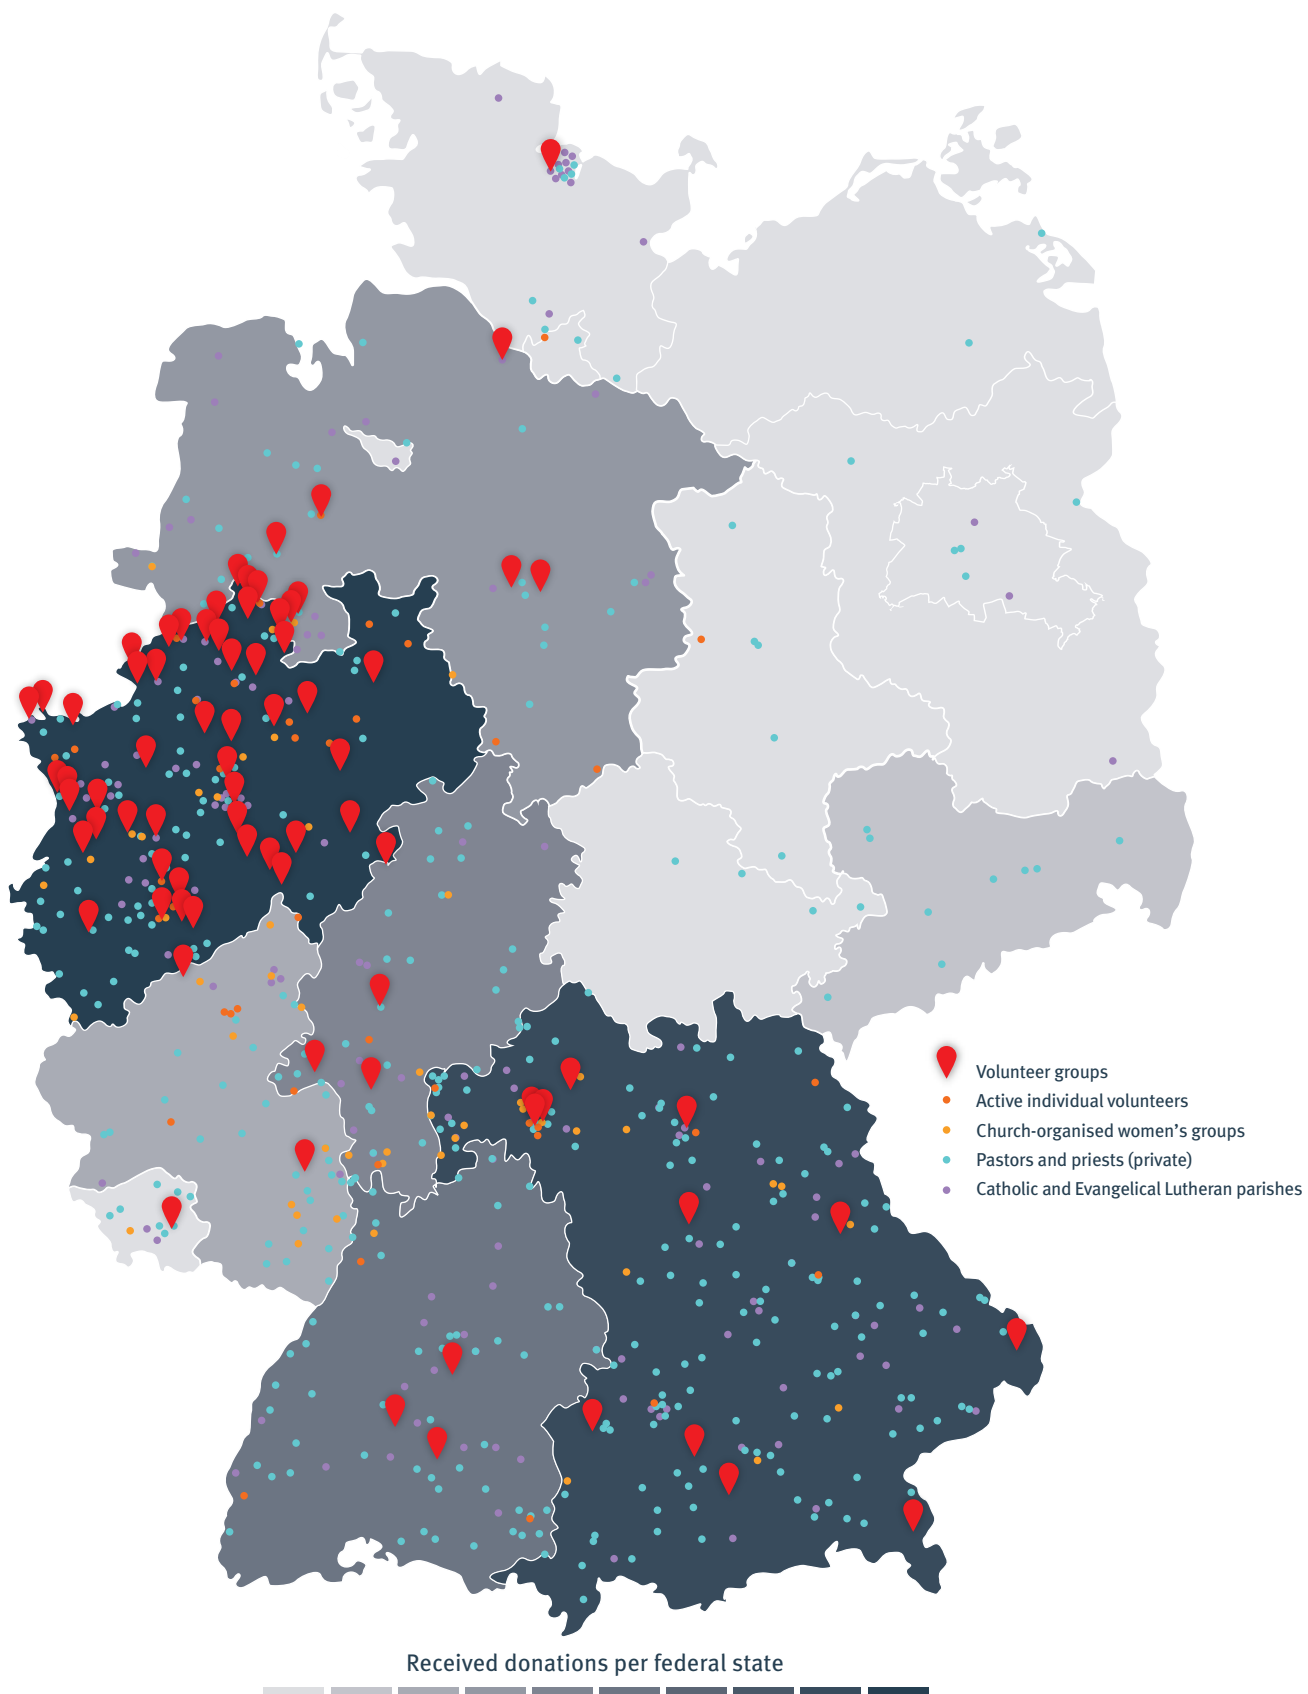 Volunteer groups
Active individual volunteers
Church-organised women's groups
Pastors and priests (private)
Catholic and Evangelical Lutheran parishes
Received donations per federal state